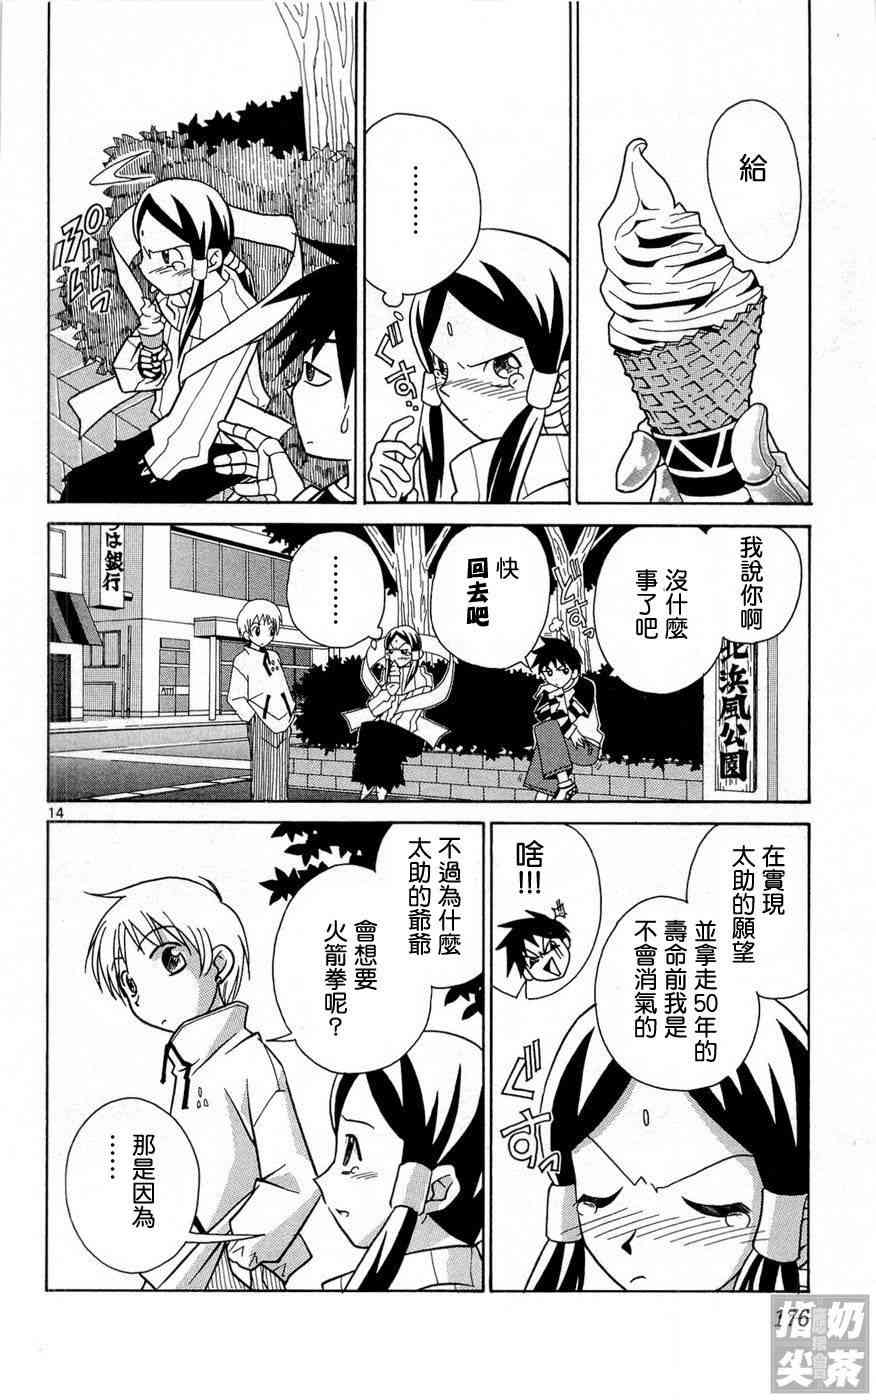 給
………
ぐすっ
ぷいっ
我說你啊
沒什麼
事了吧
快
回去吧
………
ぐすっ
北浜風公園
は銀行
14
在實現
太助的願望
並拿走50年的
壽命前我是
不會消氣的
啥!!!
ぐすっ
不過為什麼
太助的爺爺
會想要
火箭拳呢?
那是因為
……
176
指尖
奶茶